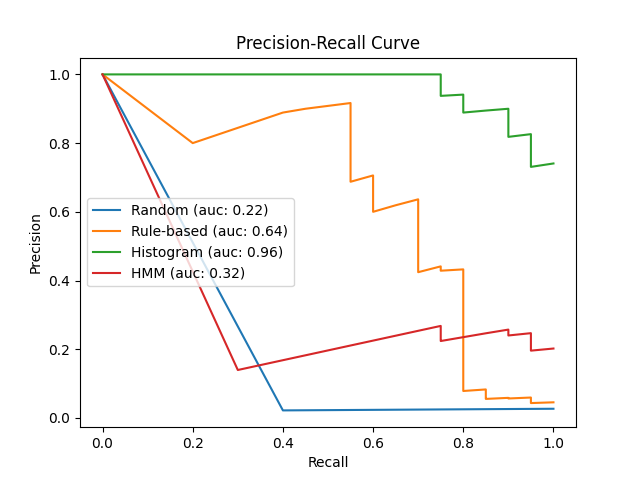 Precision-Recall Curve
Precision
1.0
0.8
0.6
0.4
0.2
0.0
Random (auc: 0.22)
Rule-based (auc: 0.64)
Histogram (auc: 0.96)
HMM (auc: 0.32)
0.0 0.2 0.4 0.6 0.8 1.0
Recall